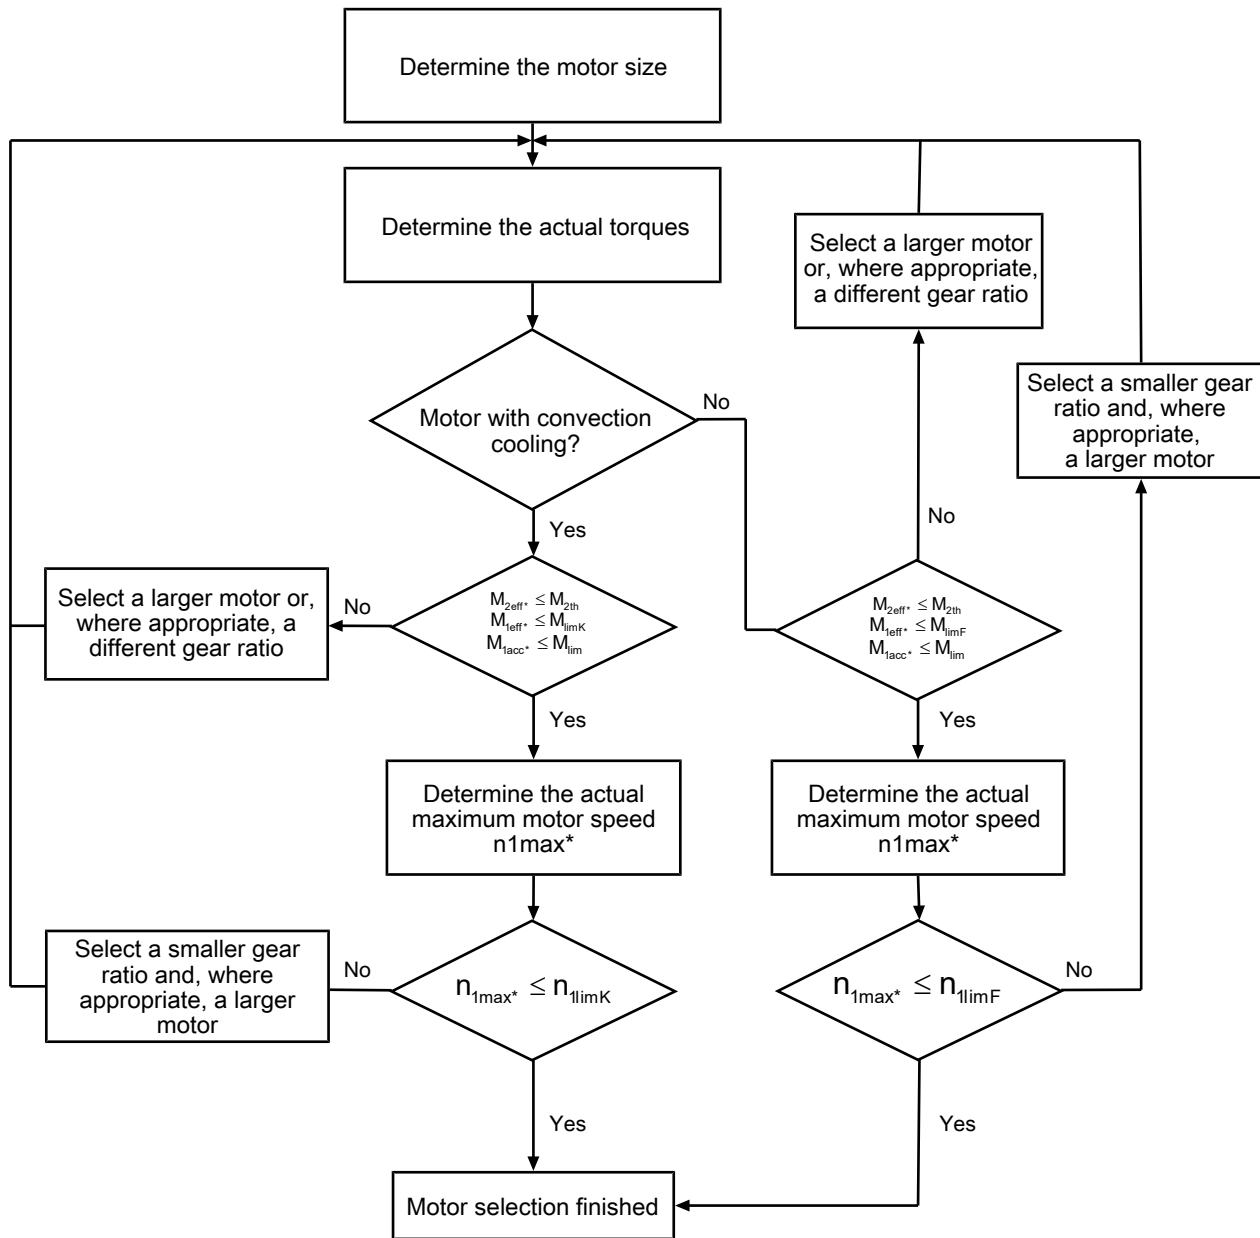 Determine the motor size
Determine the actual torques
Select a larger motor
or, where appropriate,
a different gear ratio
Motor with convection
cooling?
No
Select a smaller gear
ratio and, where
appropriate,
a larger motor
Yes
No
Select a larger motor or,
where appropriate, a
different gear ratio
No
M2eff* ≤ M2th
M1eff* ≤ MlimK
M1acc* ≤ Mlim
M2eff* ≤ M2th
M1eff* ≤ MlimF
M1acc* ≤ Mlim
Yes
Yes
Determine the actual
maximum motor speed
n1max*
Determine the actual
maximum motor speed
n1max*
Select a smaller gear
ratio and, where
appropriate, a larger
motor
No
n1max* ≤ n1limK
n1max* ≤ n1limF
No
Yes
Yes
Motor selection finished